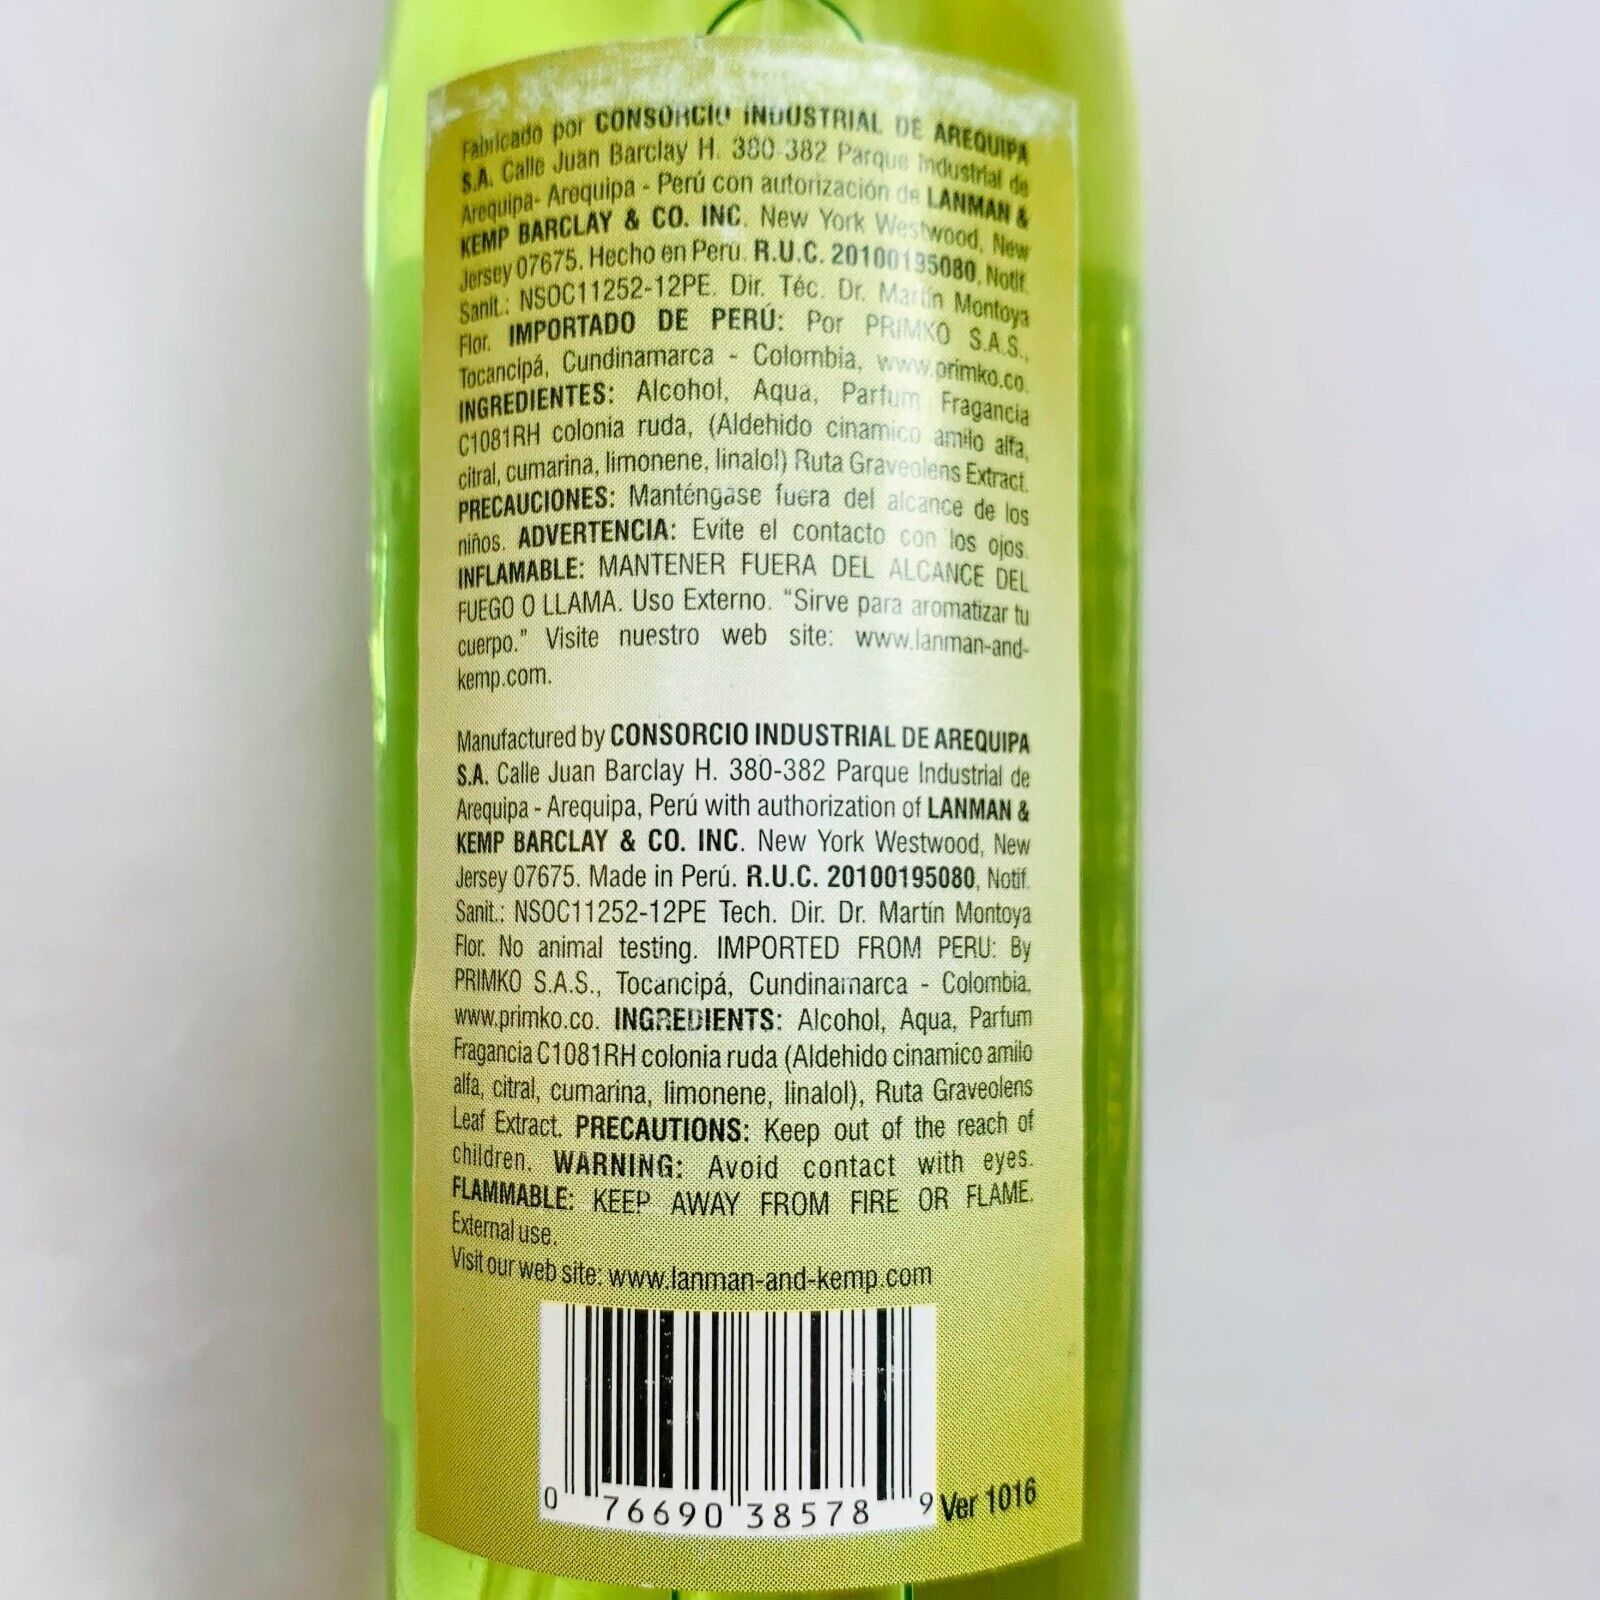 Fabricado por CONSORCIO INDUSTRIAL DE AREQUIPA
S.A. Calle Juan Barclay H. 380-382 Parque Industrial de
Arequipa- Arequipa - Perú con autorización de LANMAN &
KEMP BARCLAY & CO. INC. New York Westwood, New
Jersey 07675. Hecho en Perú. R.U.C. 20100195080, Notif.
Sanit.: NSOC11252-12PE. Dir. Téc. Dr. Martín Montoya
Flor. IMPORTADO DE PERÚ: Por PRIMKO S.A.S.,
Tocancipá, Cundinamarca - Colombia, www.primko.co.
INGREDIENTES: Alcohol, Aqua, Parfum Fragancia
C1081RH colonia ruda, (Aldehido cinamico amilo alfa,
citral, cumarina, limonene, linalol) Ruta Graveolens Extract.
PRECAUCIONES: Manténgase fuera del alcance de los
niños. ADVERTENCIA: Evite el contacto con los ojos.
INFLAMABLE: MANTENER FUERA DEL ALCANCE DEL
FUEGO O LLAMA. Uso Externo. "Sirve para aromatizar tu
cuerpo." Visite nuestro web site: www.lanman-and-
kemp.com.
Manufactured by CONSORCIO INDUSTRIAL DE AREQUIPA
S.A. Calle Juan Barclay H. 380-382 Parque Industrial de
Arequipa - Arequipa, Perú with authorization of LANMAN &
KEMP BARCLAY & CO. INC. New York Westwood, New
Jersey 07675. Made in Perú. R.U.C. 20100195080, Notif.
Sanit.: NSOC11252-12PE Tech. Dir. Dr. Martín Montoya
Flor. No animal testing. IMPORTED FROM PERU: By
PRIMKO S.A.S., Tocancipá, Cundinamarca - Colombia,
www.primko.co. INGREDIENTS: Alcohol, Aqua, Parfum
Fragancia C1081RH colonia ruda (Aldehido cinamico amilo
alfa, citral, cumarina, limonene, linalol), Ruta Graveolens
Leaf Extract. PRECAUTIONS: Keep out of the reach of
children. WARNING: Avoid contact with eyes.
FLAMMABLE: KEEP AWAY FROM FIRE OR FLAME.
External use.
Visit our web site: www.lanman-and-kemp.com
0 76690 38578 9 Ver 1016